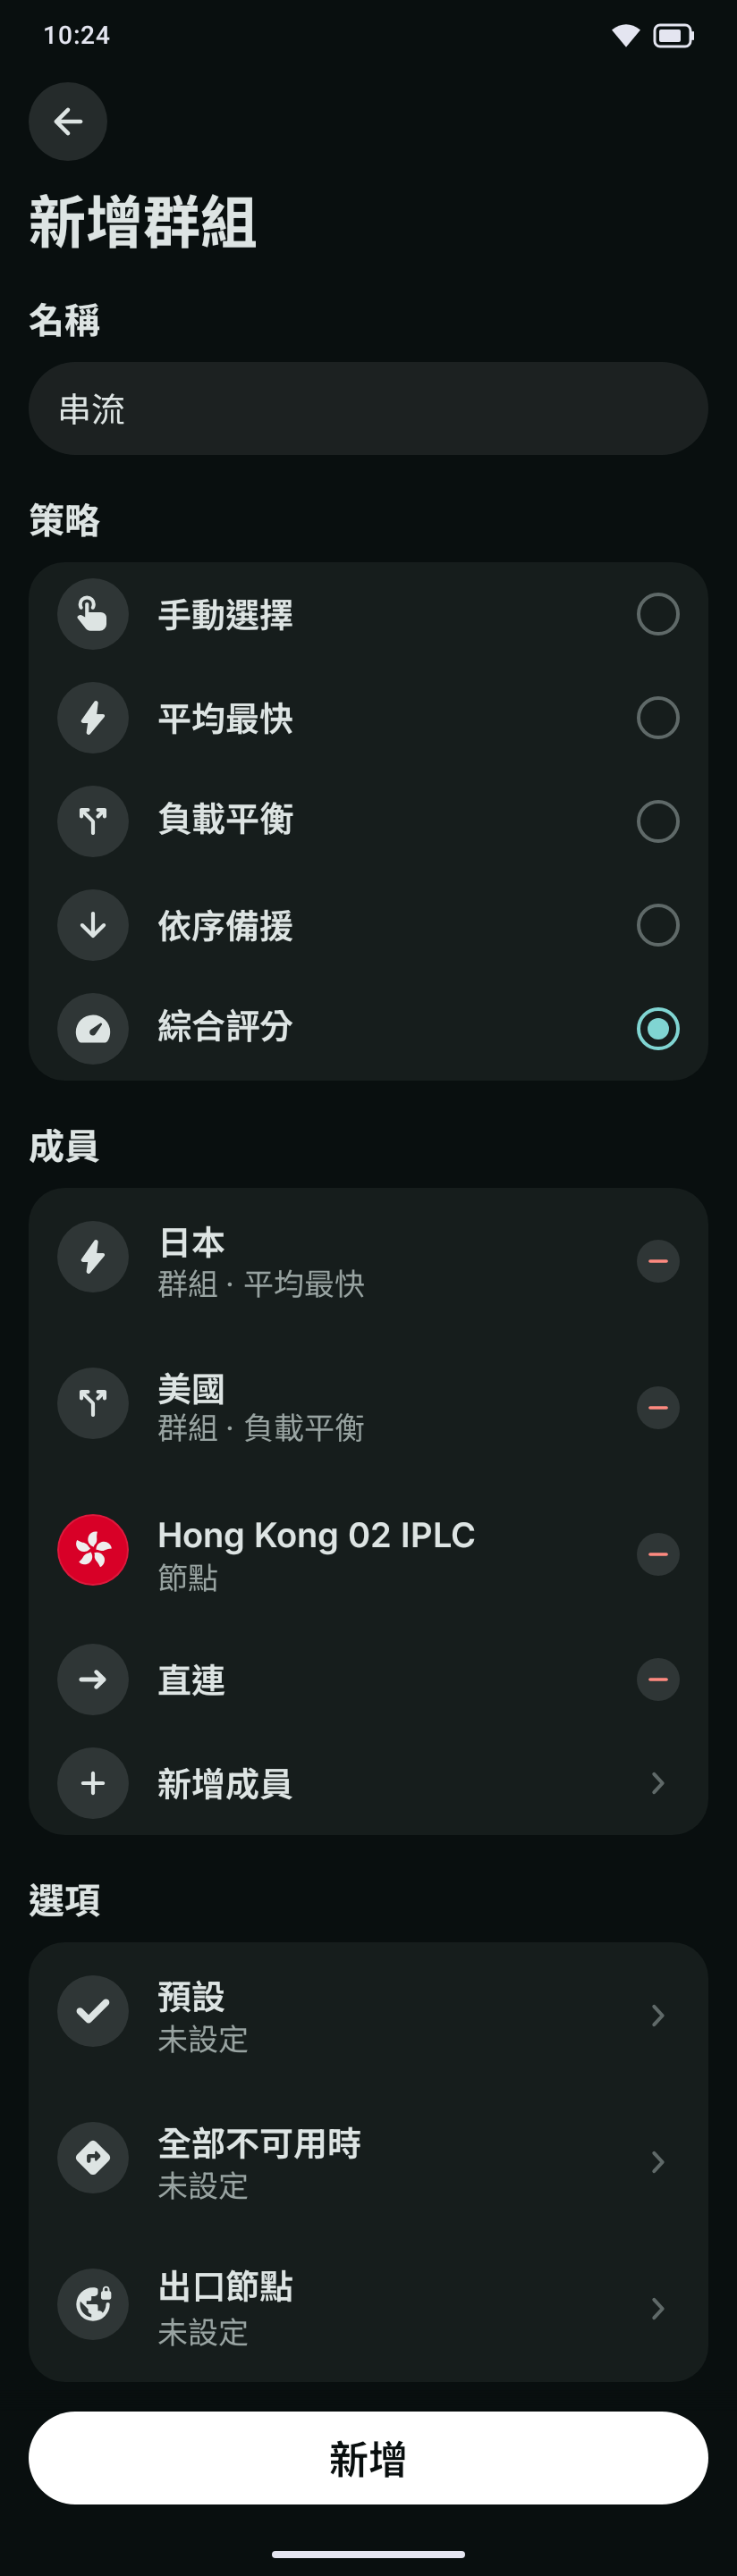 10:24
新增群組
名稱
串流
策略
手動選擇
平均最快
負載平衡
依序備援
綜合評分
成員
日本
群組 · 平均最快
美國
群組 · 負載平衡
Hong Kong 02 IPLC
節點
直連
新增成員
選項
預設
未設定
全部不可用時
未設定
出口節點
未設定
新增